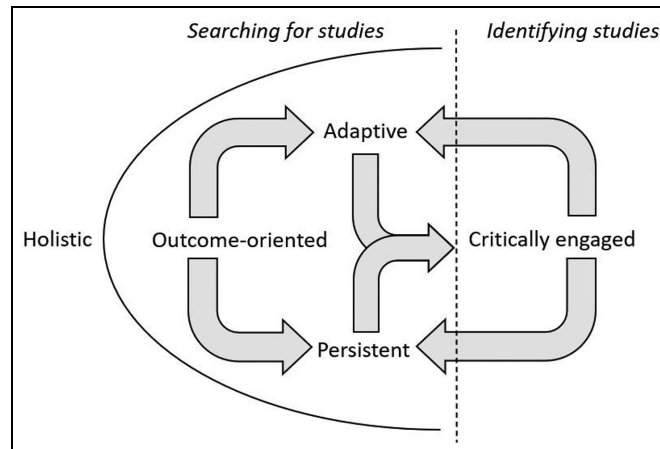 Searching for studies
Identifying studies
Adaptive
Holistic
Outcome-oriented
Critically engaged
Persistent